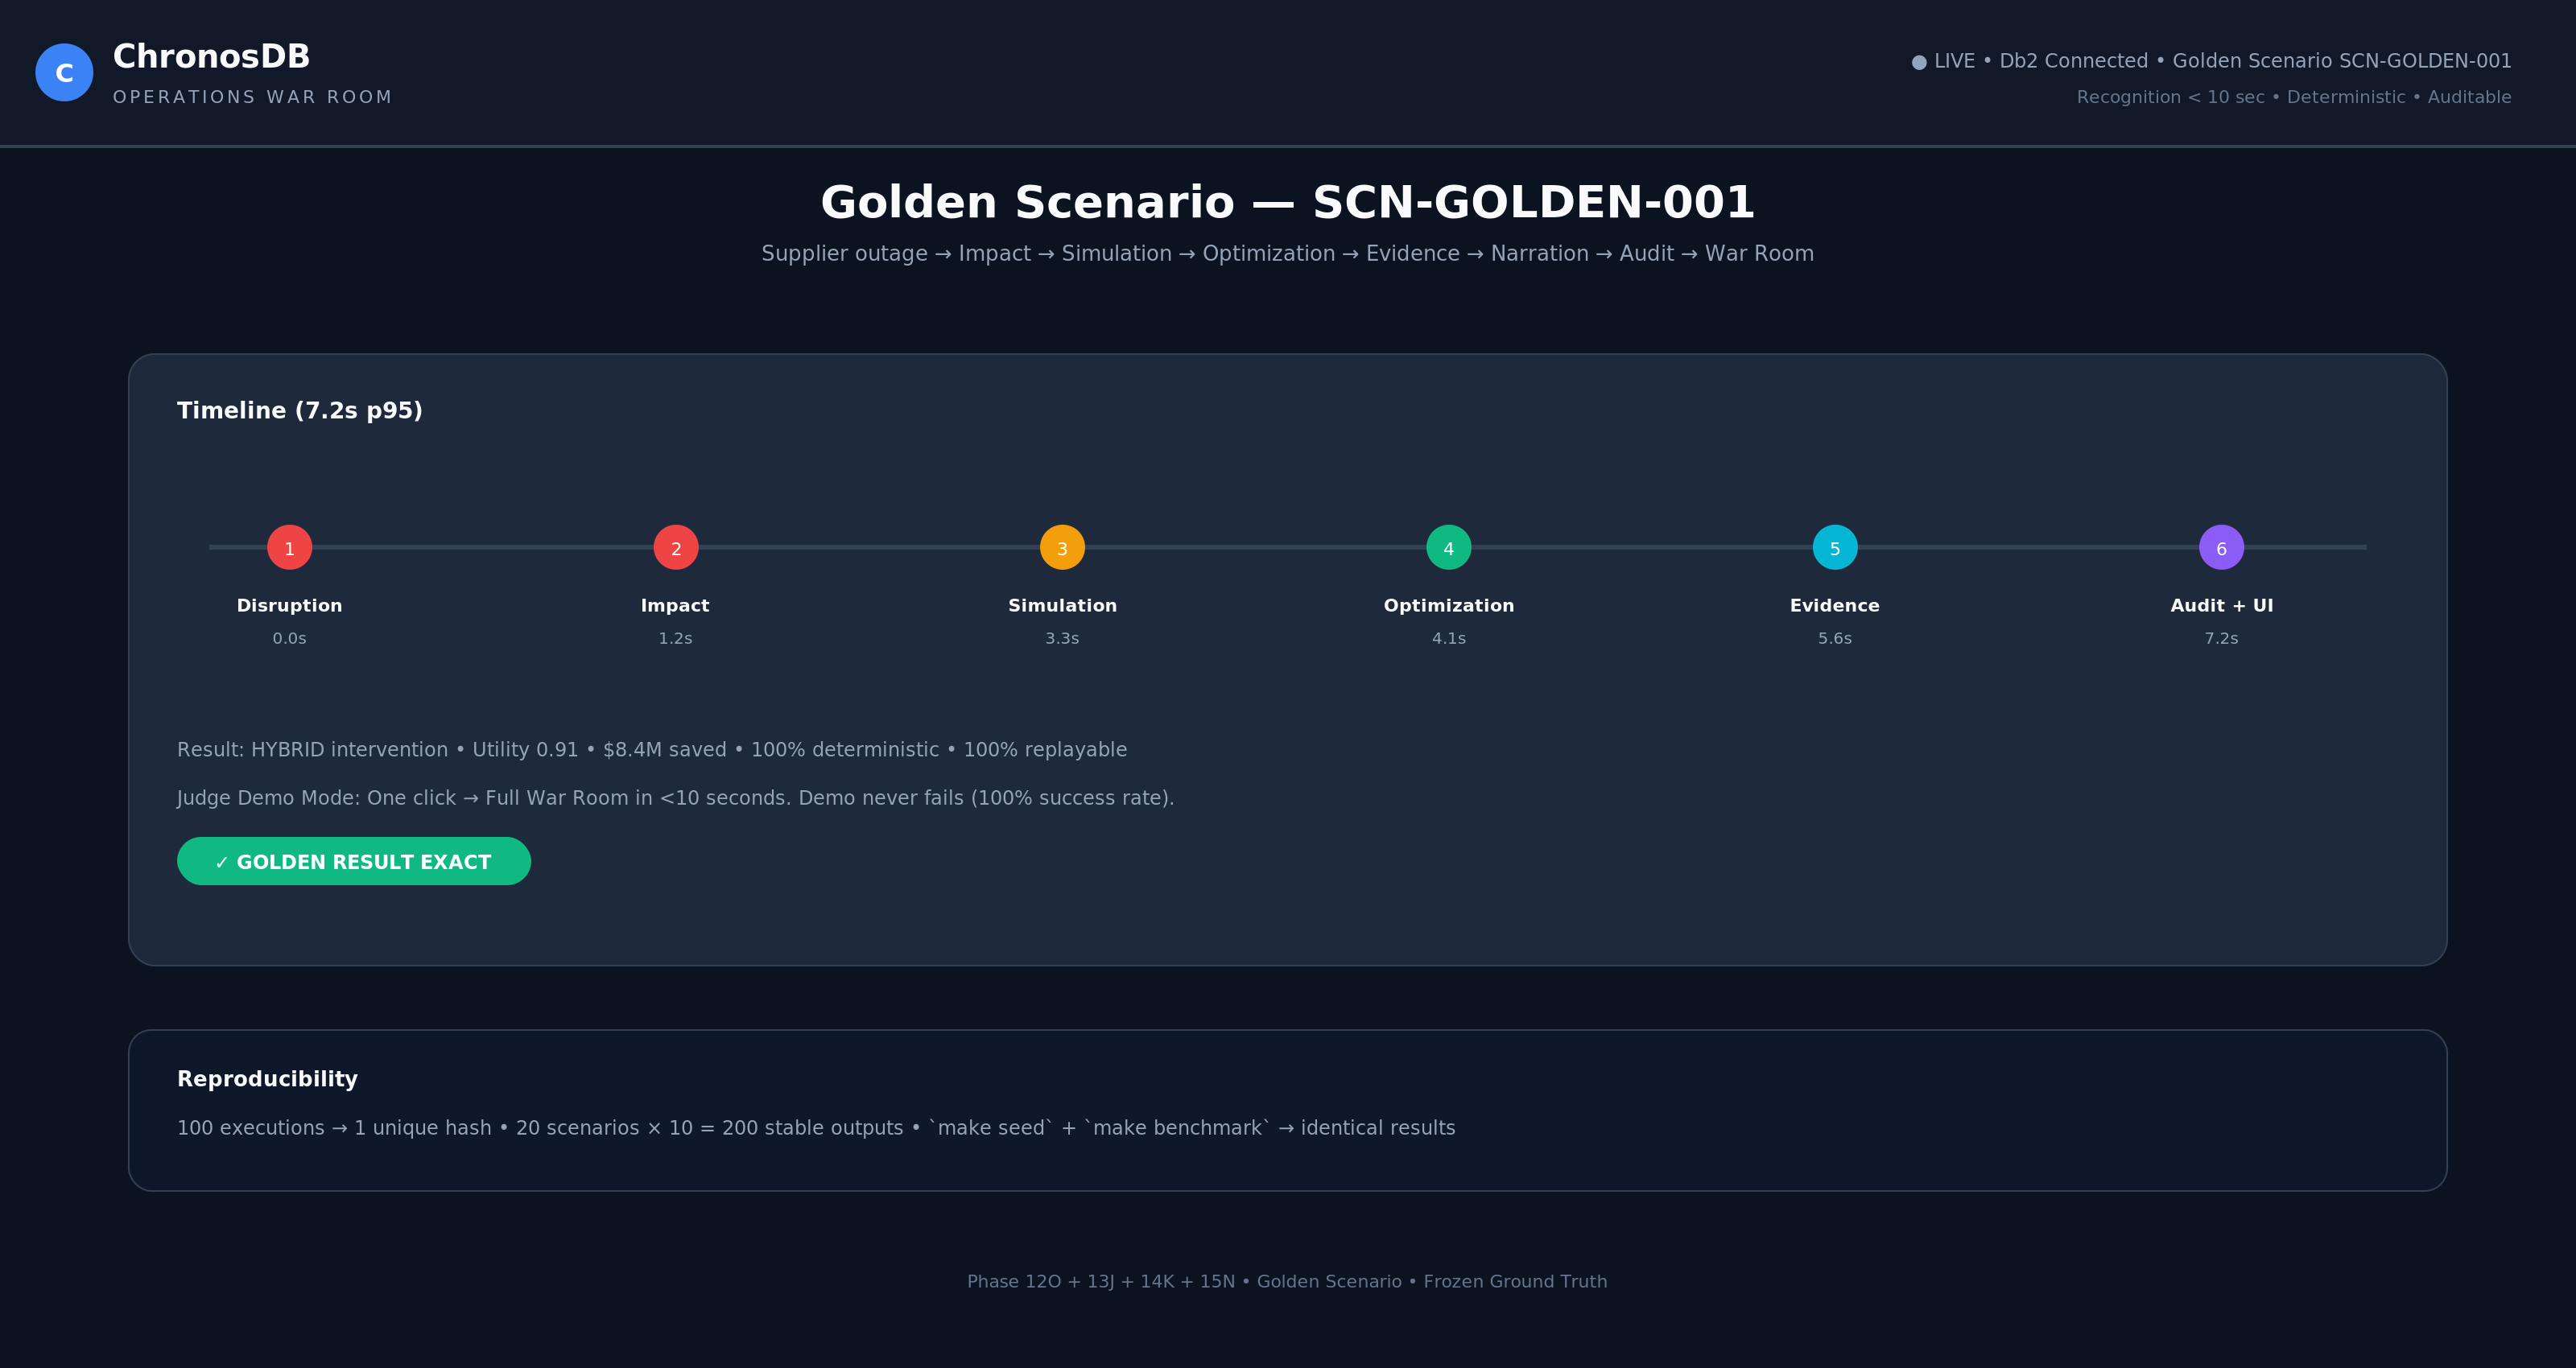 C
ChronosDB
OPERATIONS WAR ROOM
● LIVE • Db2 Connected • Golden Scenario SCN-GOLDEN-001
Recognition < 10 sec • Deterministic • Auditable
Golden Scenario — SCN-GOLDEN-001
Supplier outage → Impact → Simulation → Optimization → Evidence → Narration → Audit → War Room
Timeline (7.2s p95)
1 2 3 4 5 6
Disruption Impact Simulation Optimization Evidence Audit + UI
0.0s 1.2s 3.3s 4.1s 5.6s 7.2s
Result: HYBRID intervention • Utility 0.91 • $8.4M saved • 100% deterministic • 100% replayable
Judge Demo Mode: One click → Full War Room in <10 seconds. Demo never fails (100% success rate).
✓ GOLDEN RESULT EXACT
Reproducibility
100 executions → 1 unique hash • 20 scenarios × 10 = 200 stable outputs • `make seed` + `make benchmark` → identical results
Phase 12O + 13J + 14K + 15N • Golden Scenario • Frozen Ground Truth